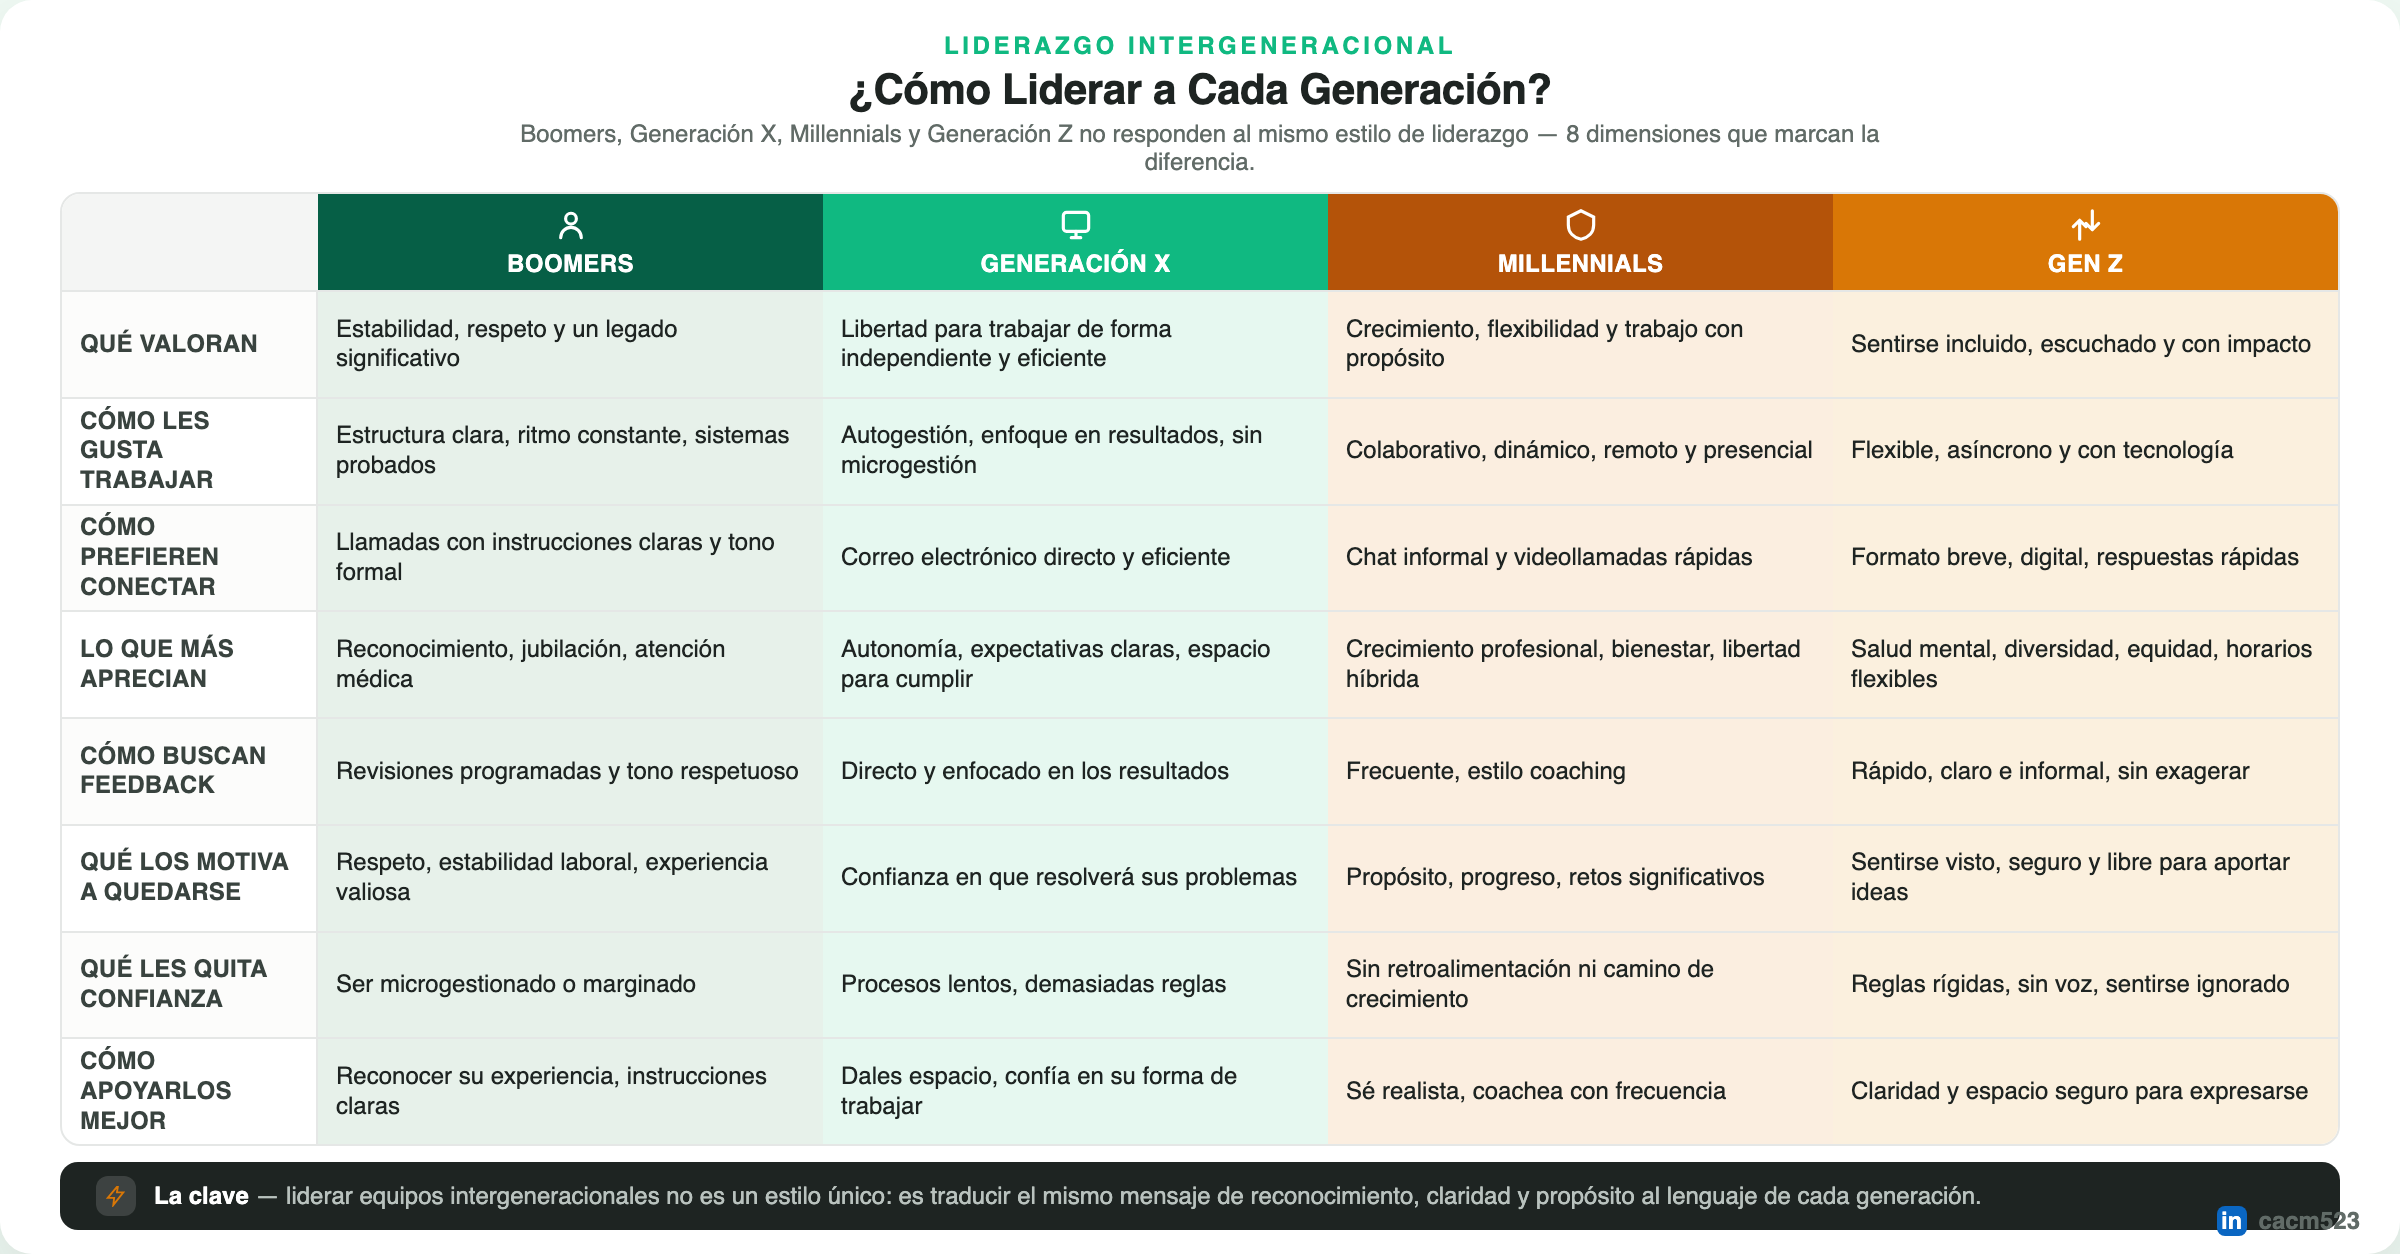 LIDERAZGO INTERGENERACIONAL
¿Cómo Liderar a Cada Generación?
Boomers, Generación X, Millennials y Generación Z no responden al mismo estilo de liderazgo — 8 dimensiones que marcan la
diferencia.
BOOMERS
GENERACIÓN X
MILLENNIALS
GEN Z
QUÉ VALORAN
Estabilidad, respeto y un legado
significativo
Libertad para trabajar de forma
independiente y eficiente
Crecimiento, flexibilidad y trabajo con
propósito
Sentirse incluido, escuchado y con impacto
CÓMO LES
GUSTA
TRABAJAR
Estructura clara, ritmo constante, sistemas
probados
Autogestión, enfoque en resultados, sin
microgestión
Colaborativo, dinámico, remoto y presencial
Flexible, asíncrono y con tecnología
CÓMO
PREFIEREN
CONECTAR
Llamadas con instrucciones claras y tono
formal
Correo electrónico directo y eficiente
Chat informal y videollamadas rápidas
Formato breve, digital, respuestas rápidas
LO QUE MÁS
APRECIAN
Reconocimiento, jubilación, atención
médica
Autonomía, expectativas claras, espacio
para cumplir
Crecimiento profesional, bienestar, libertad
híbrida
Salud mental, diversidad, equidad, horarios
flexibles
CÓMO BUSCAN
FEEDBACK
Revisiones programadas y tono respetuoso
Directo y enfocado en los resultados
Frecuente, estilo coaching
Rápido, claro e informal, sin exagerar
QUÉ LOS MOTIVA
A QUEDARSE
Respeto, estabilidad laboral, experiencia
valiosa
Confianza en que resolverá sus problemas
Propósito, progreso, retos significativos
Sentirse visto, seguro y libre para aportar
ideas
QUÉ LES QUITA
CONFIANZA
Ser microgestionado o marginado
Procesos lentos, demasiadas reglas
Sin retroalimentación ni camino de
crecimiento
Reglas rígidas, sin voz, sentirse ignorado
CÓMO
APOYARLOS
MEJOR
Reconocer su experiencia, instrucciones
claras
Dales espacio, confía en su forma de
trabajar
Sé realista, coachea con frecuencia
Claridad y espacio seguro para expresarse
La clave — liderar equipos intergeneracionales no es un estilo único: es traducir el mismo mensaje de reconocimiento, claridad y propósito al lenguaje de cada generación.
in cacm523